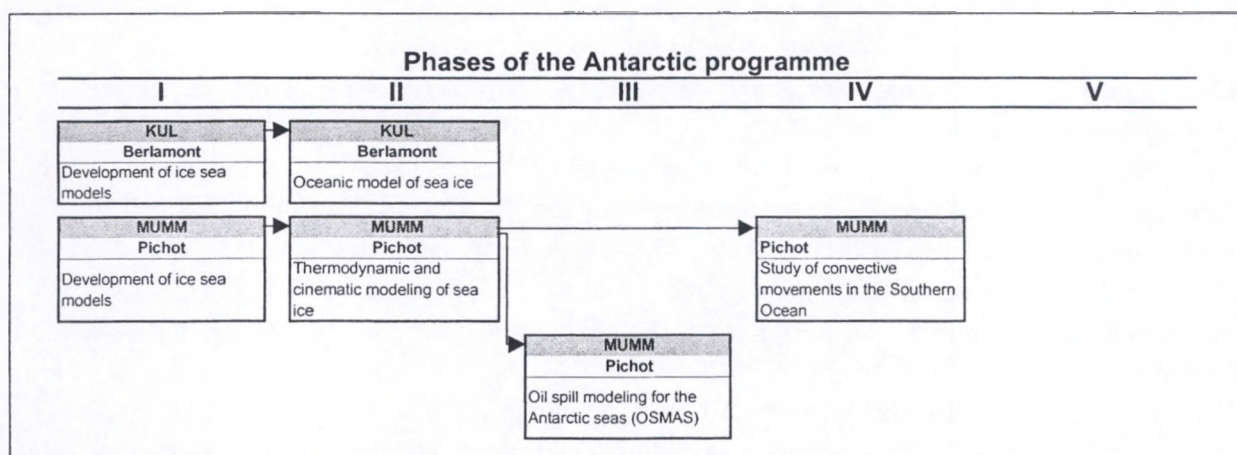 Phases of the Antarctic programme
I II III IV V
KUL
Berlamont
Development of ice sea
models
KUL
Berlamont
Oceanic model of sea ice
MUMM
Pichot
Development of ice sea
models
MUMM
Pichot
Thermodynamic and
cinematic modeling of sea
ice
MUMM
Pichot
Study of convective
movements in the Southern
Ocean
MUMM
Pichot
Oil spill modeling for the
Antarctic seas (OSMAS)